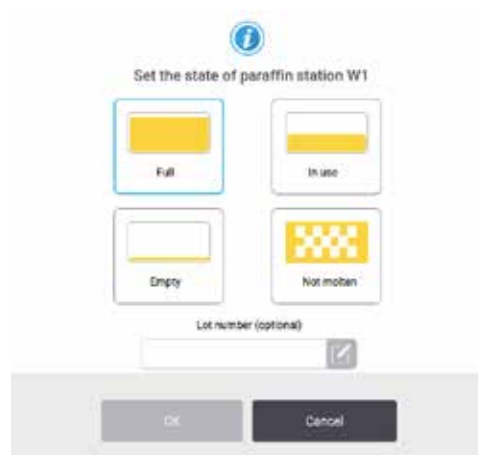 i
Set the state of paraffin station W1
Full
In use
Empty
Not molten
Lot number (optional)
OK
Cancel